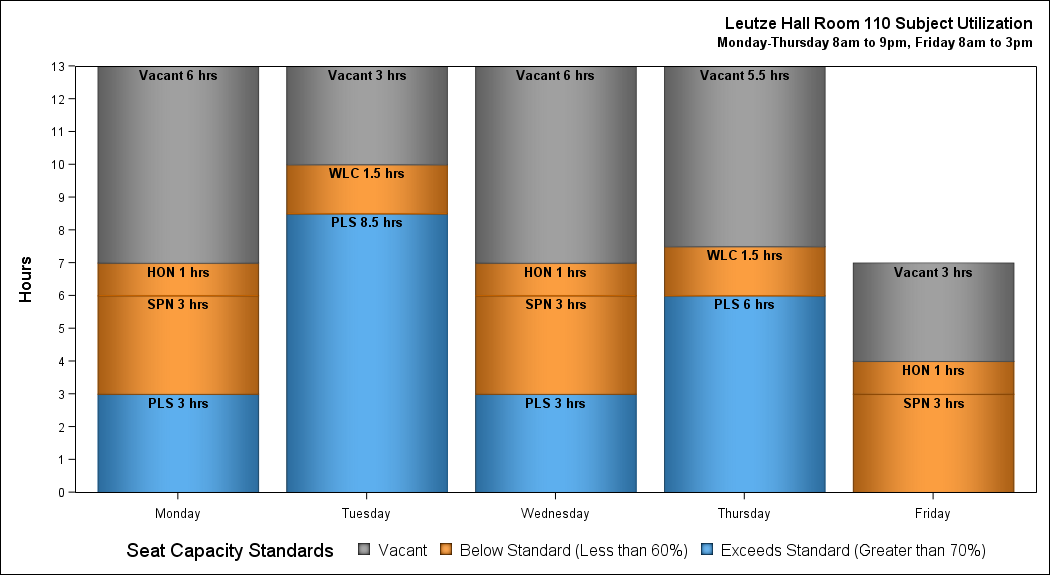 Leutze Hall Room 110 Subject Utilization
Monday-Thursday 8am to 9pm, Friday 8am to 3pm
Hours
13
12
11
10
9
8
7
6
5
4
3
2
1
0
Vacant 6 hrs
HON 1 hrs
SPN 3 hrs
PLS 3 hrs
Vacant 3 hrs
WLC 1.5 hrs
PLS 8.5 hrs
Vacant 6 hrs
HON 1 hrs
SPN 3 hrs
PLS 3 hrs
Vacant 5.5 hrs
WLC 1.5 hrs
PLS 6 hrs
Vacant 3 hrs
HON 1 hrs
SPN 3 hrs
Monday Tuesday Wednesday Thursday Friday
Seat Capacity Standards Vacant Below Standard (Less than 60%) Exceeds Standard (Greater than 70%)